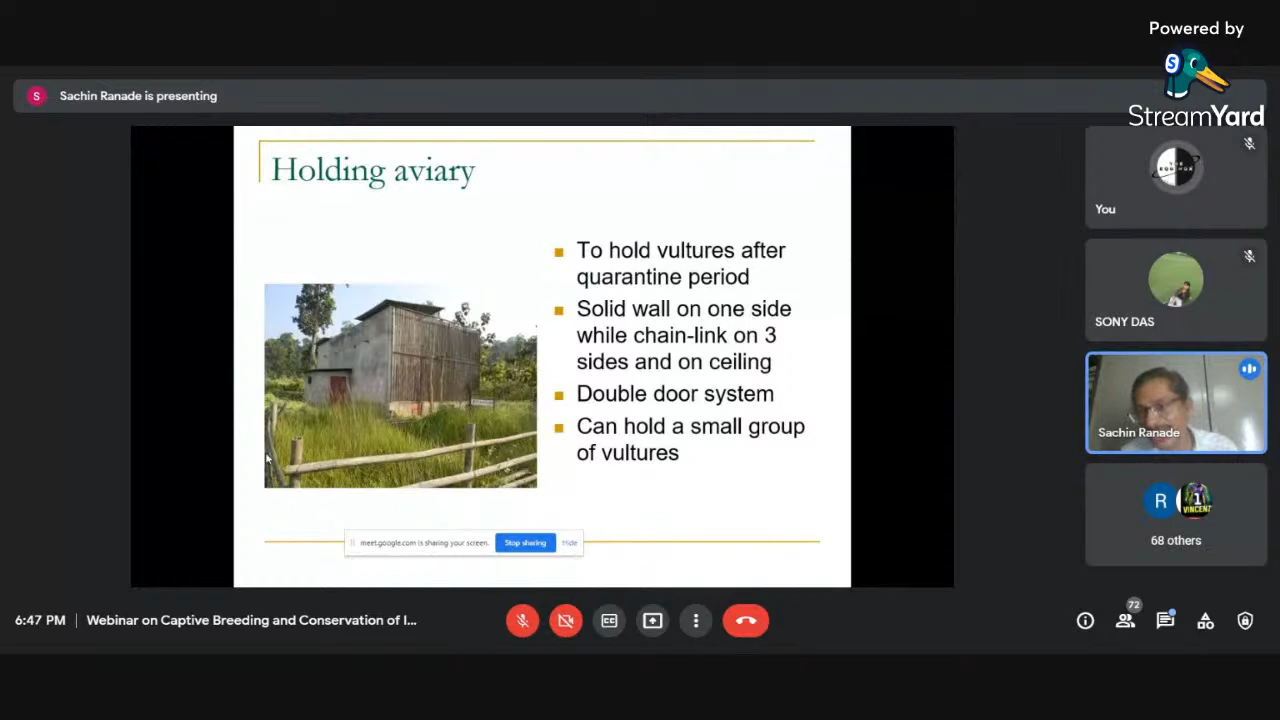 Powered by
StreamYard
S
Sachin Ranade is presenting
Holding aviary
To hold vultures after
quarantine period
Solid wall on one side
while chain-link on 3
sides and on ceiling
Double door system
Can hold a small group
of vultures
meet.google.com is sharing your screen.
Stop sharing
Hide
You
SONY DAS
Sachin Ranade
R
1
VINCENT
68 others
6:47 PM
Webinar on Captive Breeding and Conservation of I...
72